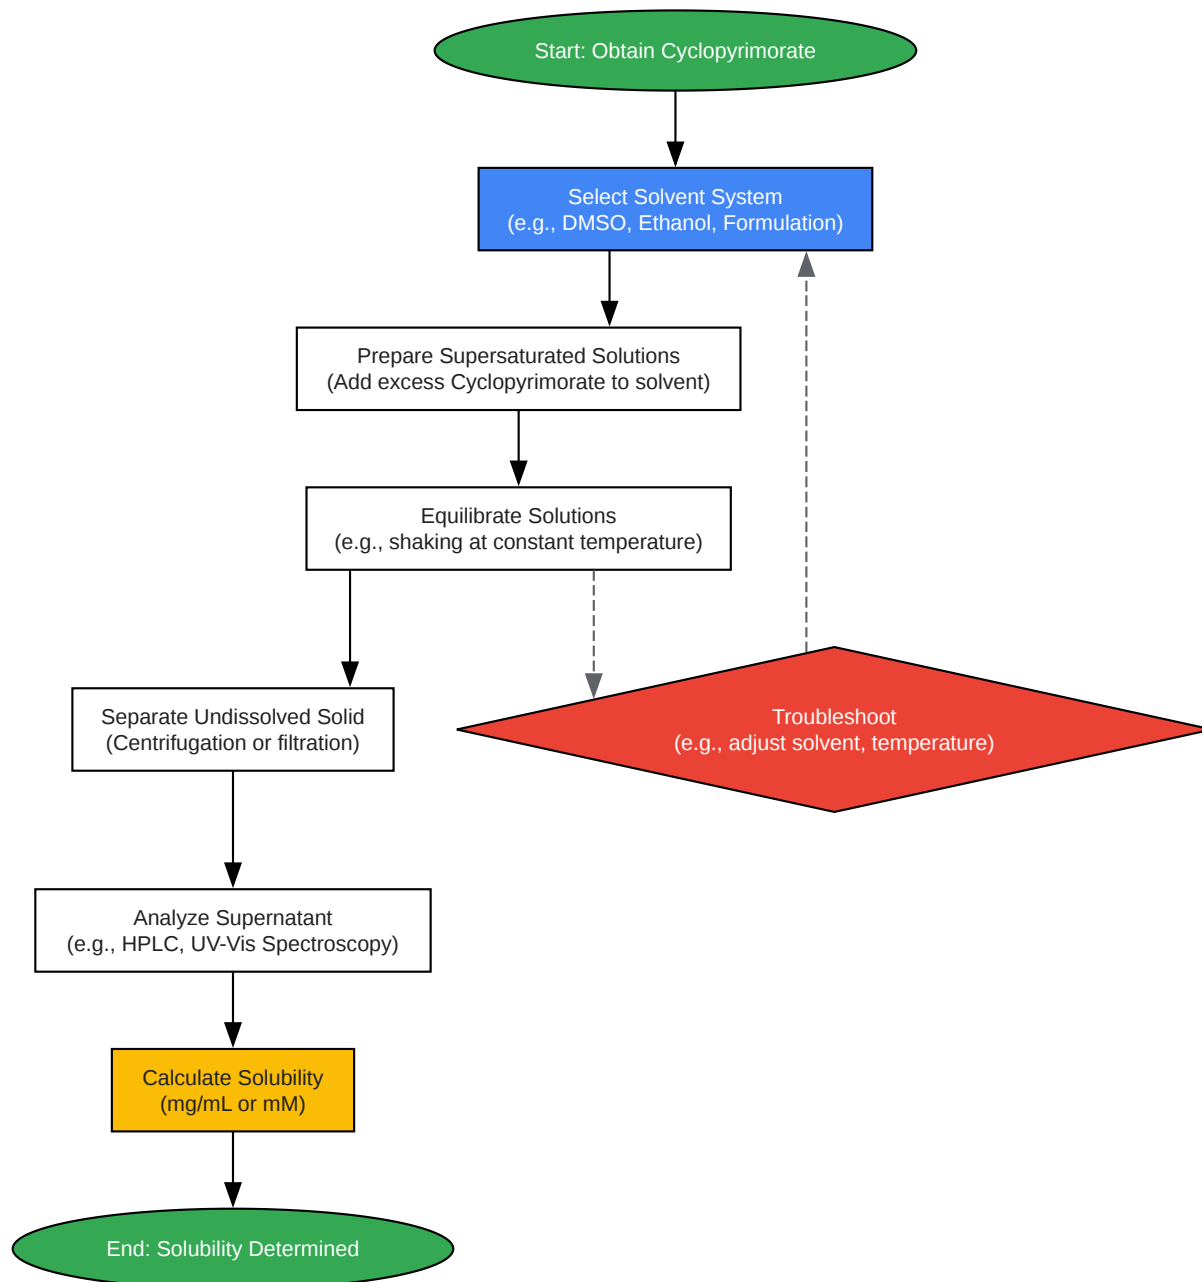 Start: Obtain Cyclopyrimorate
Select Solvent System
(e.g., DMSO, Ethanol, Formulation)
Prepare Supersaturated Solutions
(Add excess Cyclopyrimorate to solvent)
Equilibrate Solutions
(e.g., shaking at constant temperature)
Separate Undissolved Solid
(Centrifugation or filtration)
Troubleshoot
(e.g., adjust solvent, temperature)
Analyze Supernatant
(e.g., HPLC, UV-Vis Spectroscopy)
Calculate Solubility
(mg/mL or mM)
End: Solubility Determined